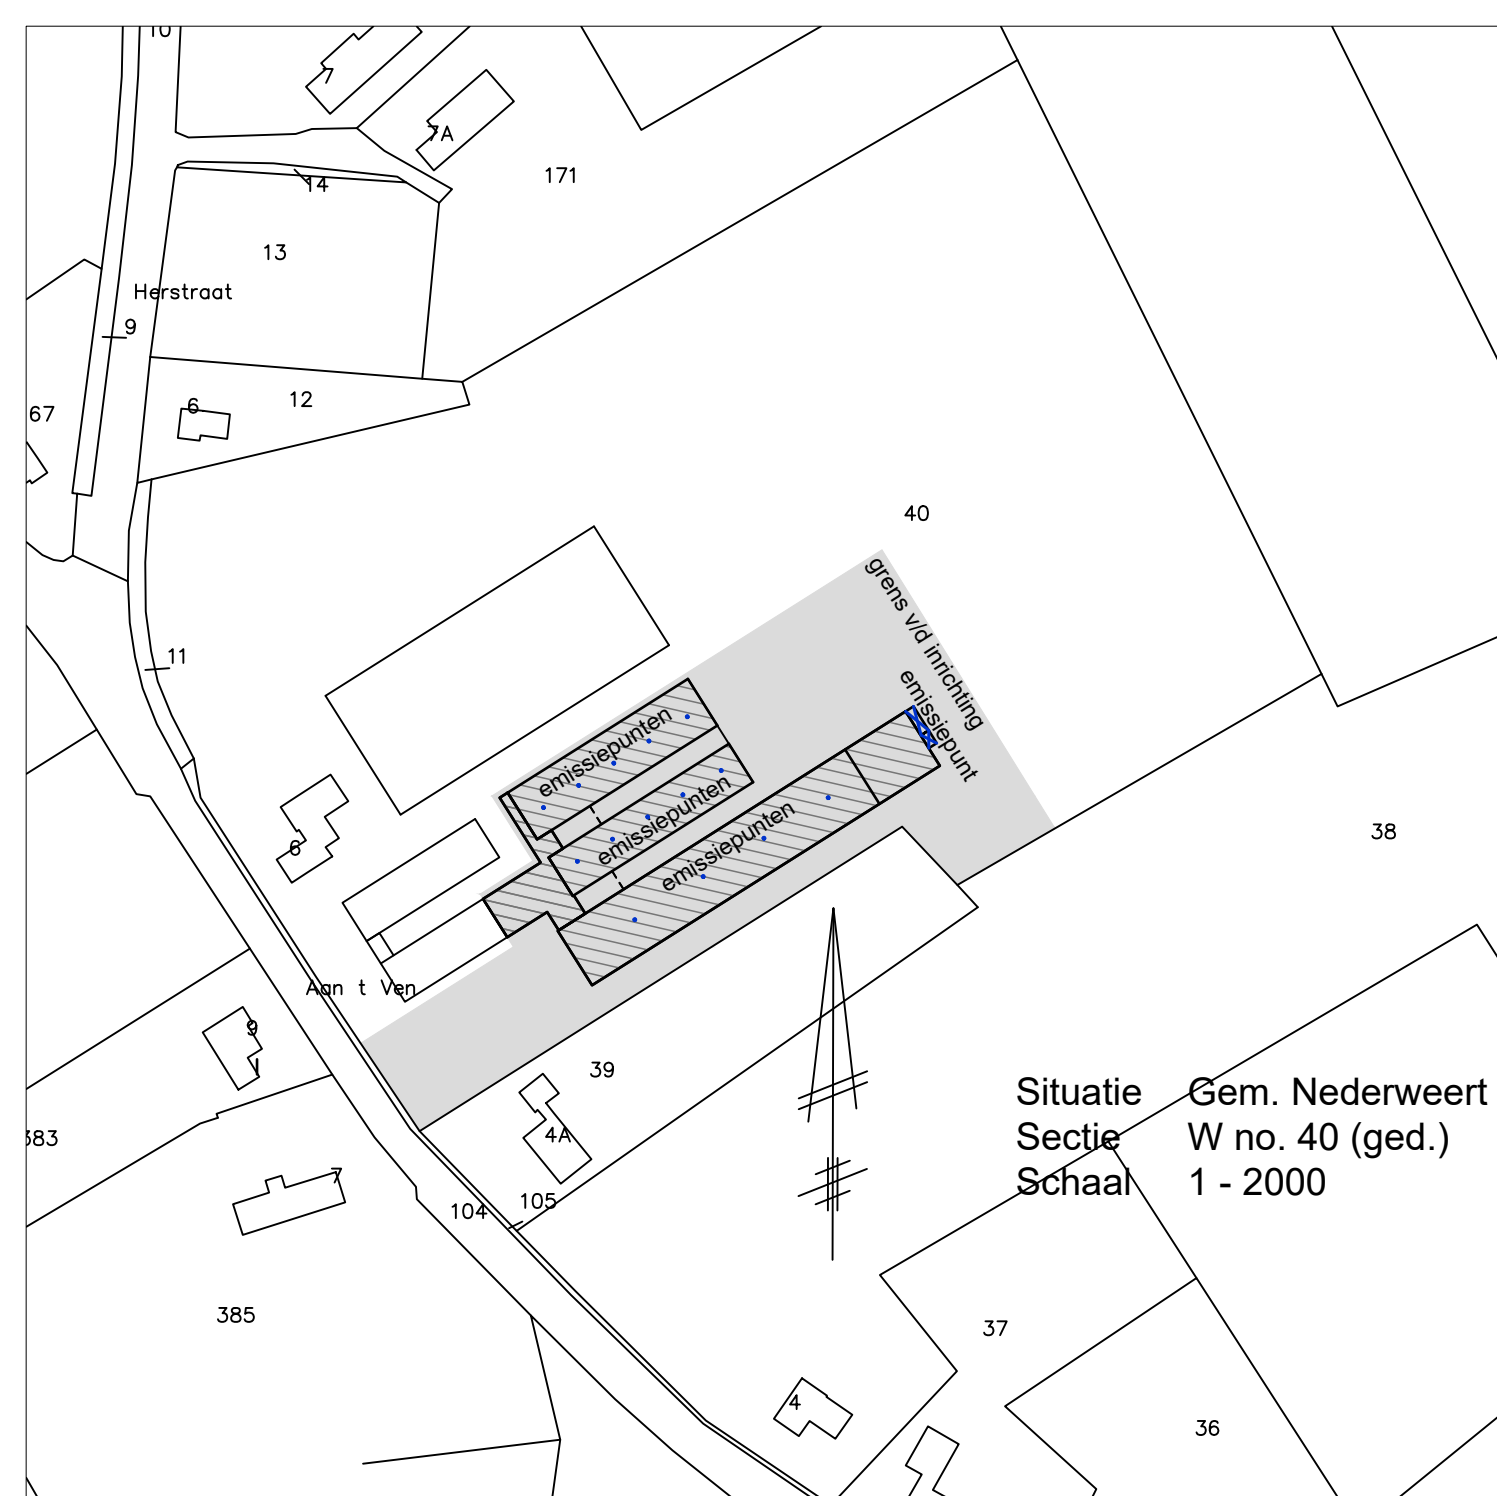 10
7
7A
171
14
13
Herstraat
9
67
6
12
40
grens v/d inrichting
11
emissiepunt
emissiepunten
emissiepunten
emissiepunten
38
6
Aan t Ven
9
39
Situatie Gem. Nederweert
4A
383
Sectie W no. 40 (ged.)
7
Schaal 1 - 2000
105
104
385
37
4
36